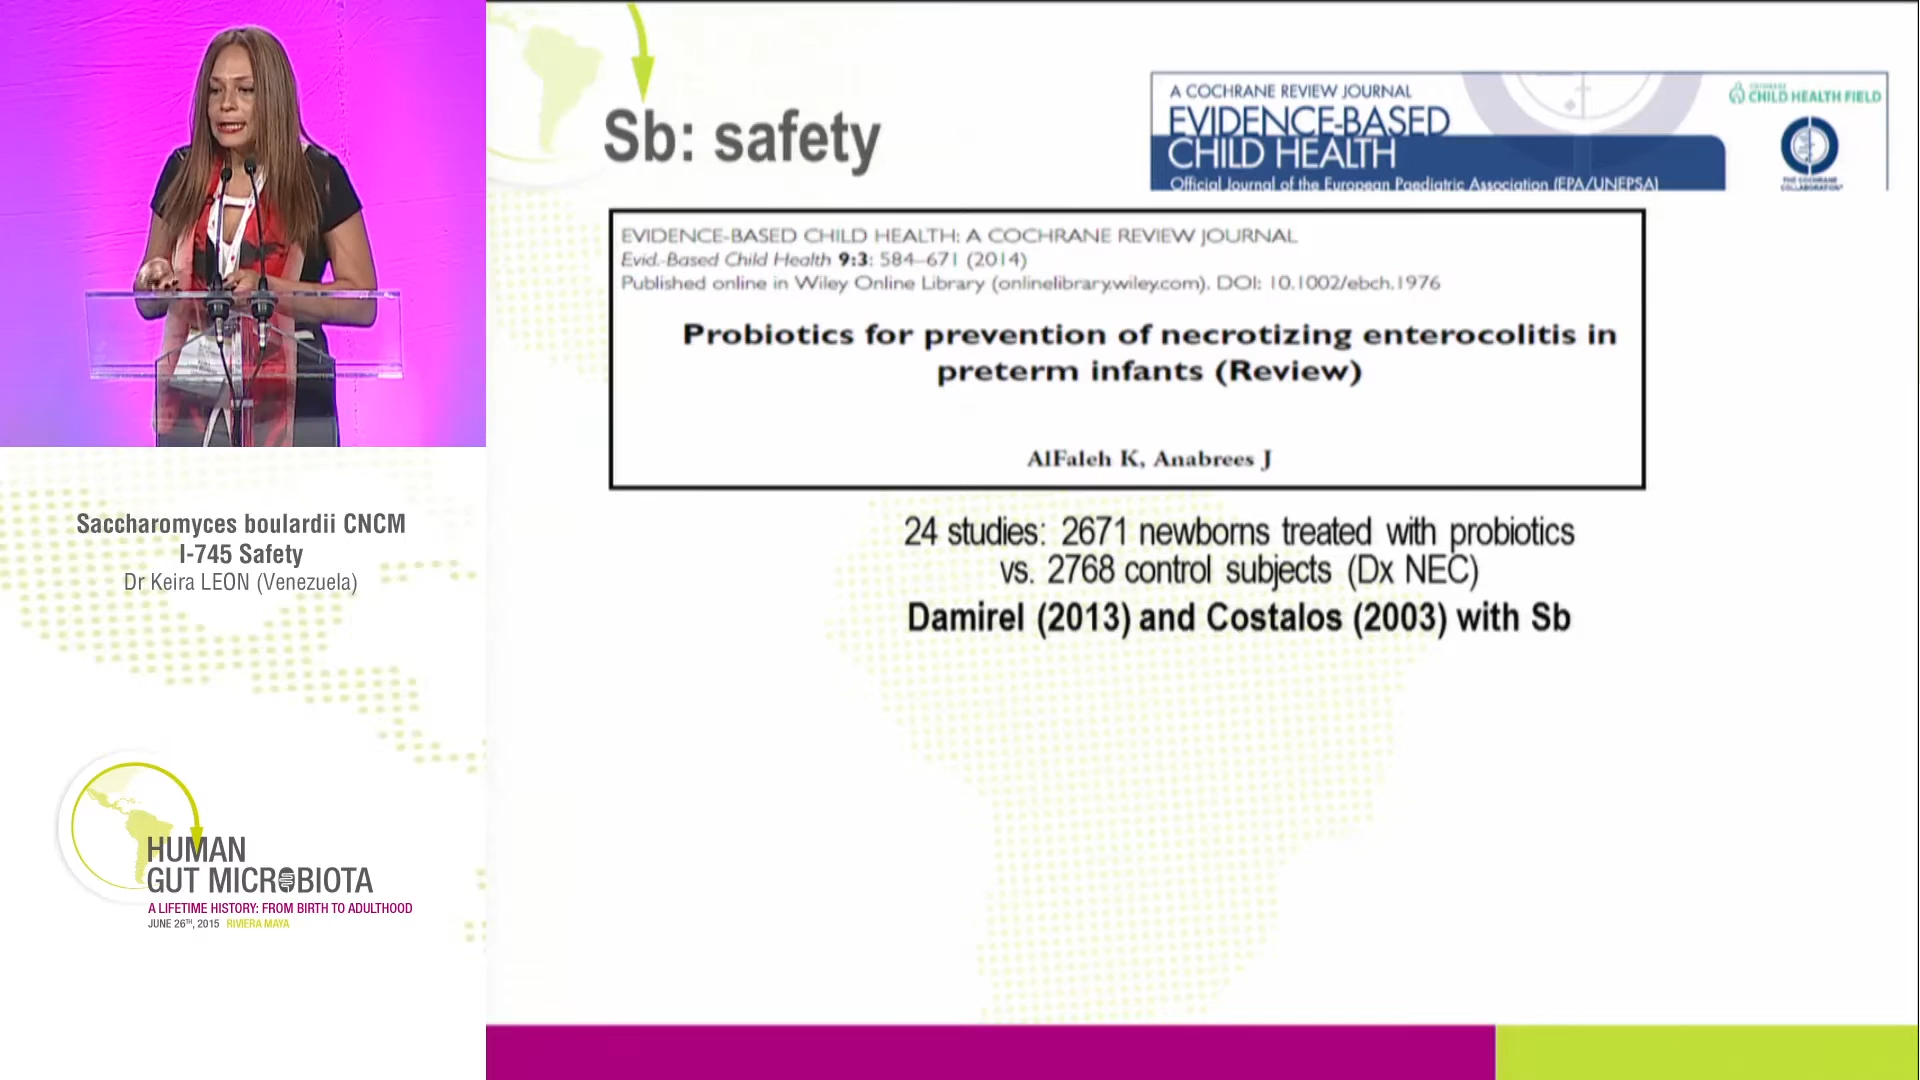 Sb: safety
A COCHRANE REVIEW JOURNAL
EVIDENCE-BASED
CHILD HEALTH
Official Journal of the European Paediatric Association (EPA/UNEPSA)
CHILD HEALTH FIELD
THE COCHRANE
COLLABORATION®
EVIDENCE-BASED CHILD HEALTH: A COCHRANE REVIEW JOURNAL
Evid.-Based Child Health 9:3: 584–671 (2014)
Published online in Wiley Online Library (onlinelibrary.wiley.com). DOI: 10.1002/ebch.1976
Probiotics for prevention of necrotizing enterocolitis in
preterm infants (Review)
AlFaleh K, Anabrees J
24 studies: 2671 newborns treated with probiotics
vs. 2768 control subjects (Dx NEC)
Damirel (2013) and Costalos (2003) with Sb
Saccharomyces boulardii CNCM
I-745 Safety
Dr Keira LEON (Venezuela)
HUMAN
GUT MICROBIOTA
A LIFETIME HISTORY: FROM BIRTH TO ADULTHOOD
JUNE 26TH, 2015 RIVIERA MAYA